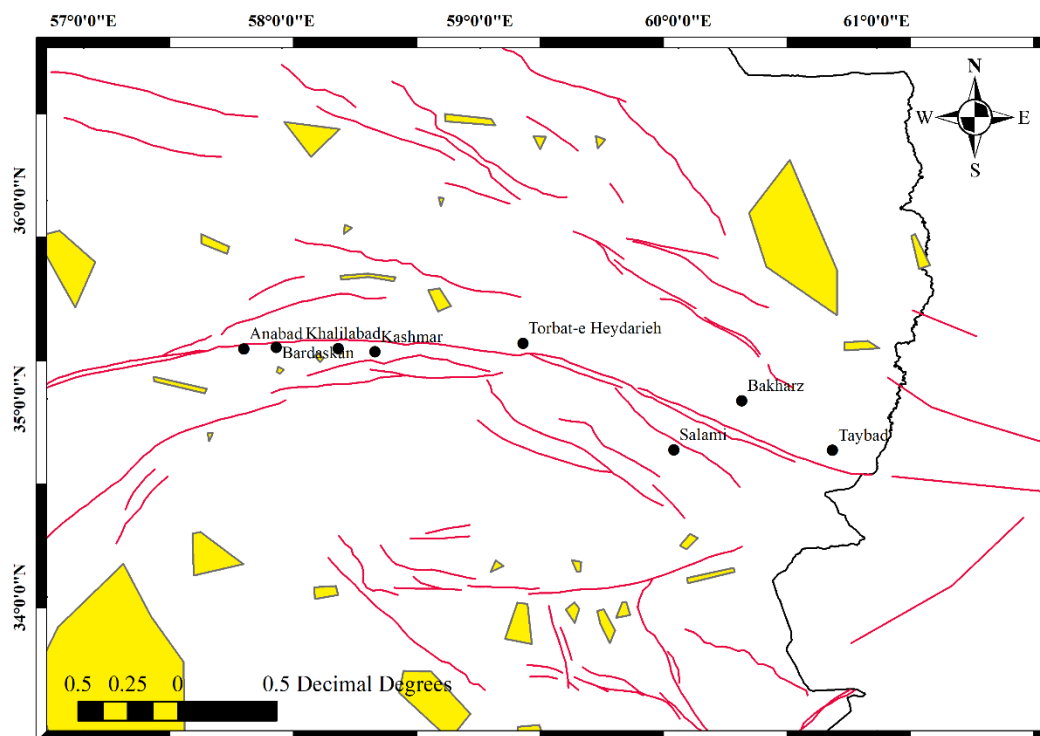 57°0'0"E 58°0'0"E 59°0'0"E 60°0'0"E 61°0'0"E
N
W E
S
36°0'0"N
35°0'0"N
34°0'0"N
Torbat-e Heydarieh
Anabad Khalilabad Kashmar
Bardaskan
Bakharz
Salami
Taybad
0.5 0.25 0 0.5 Decimal Degrees